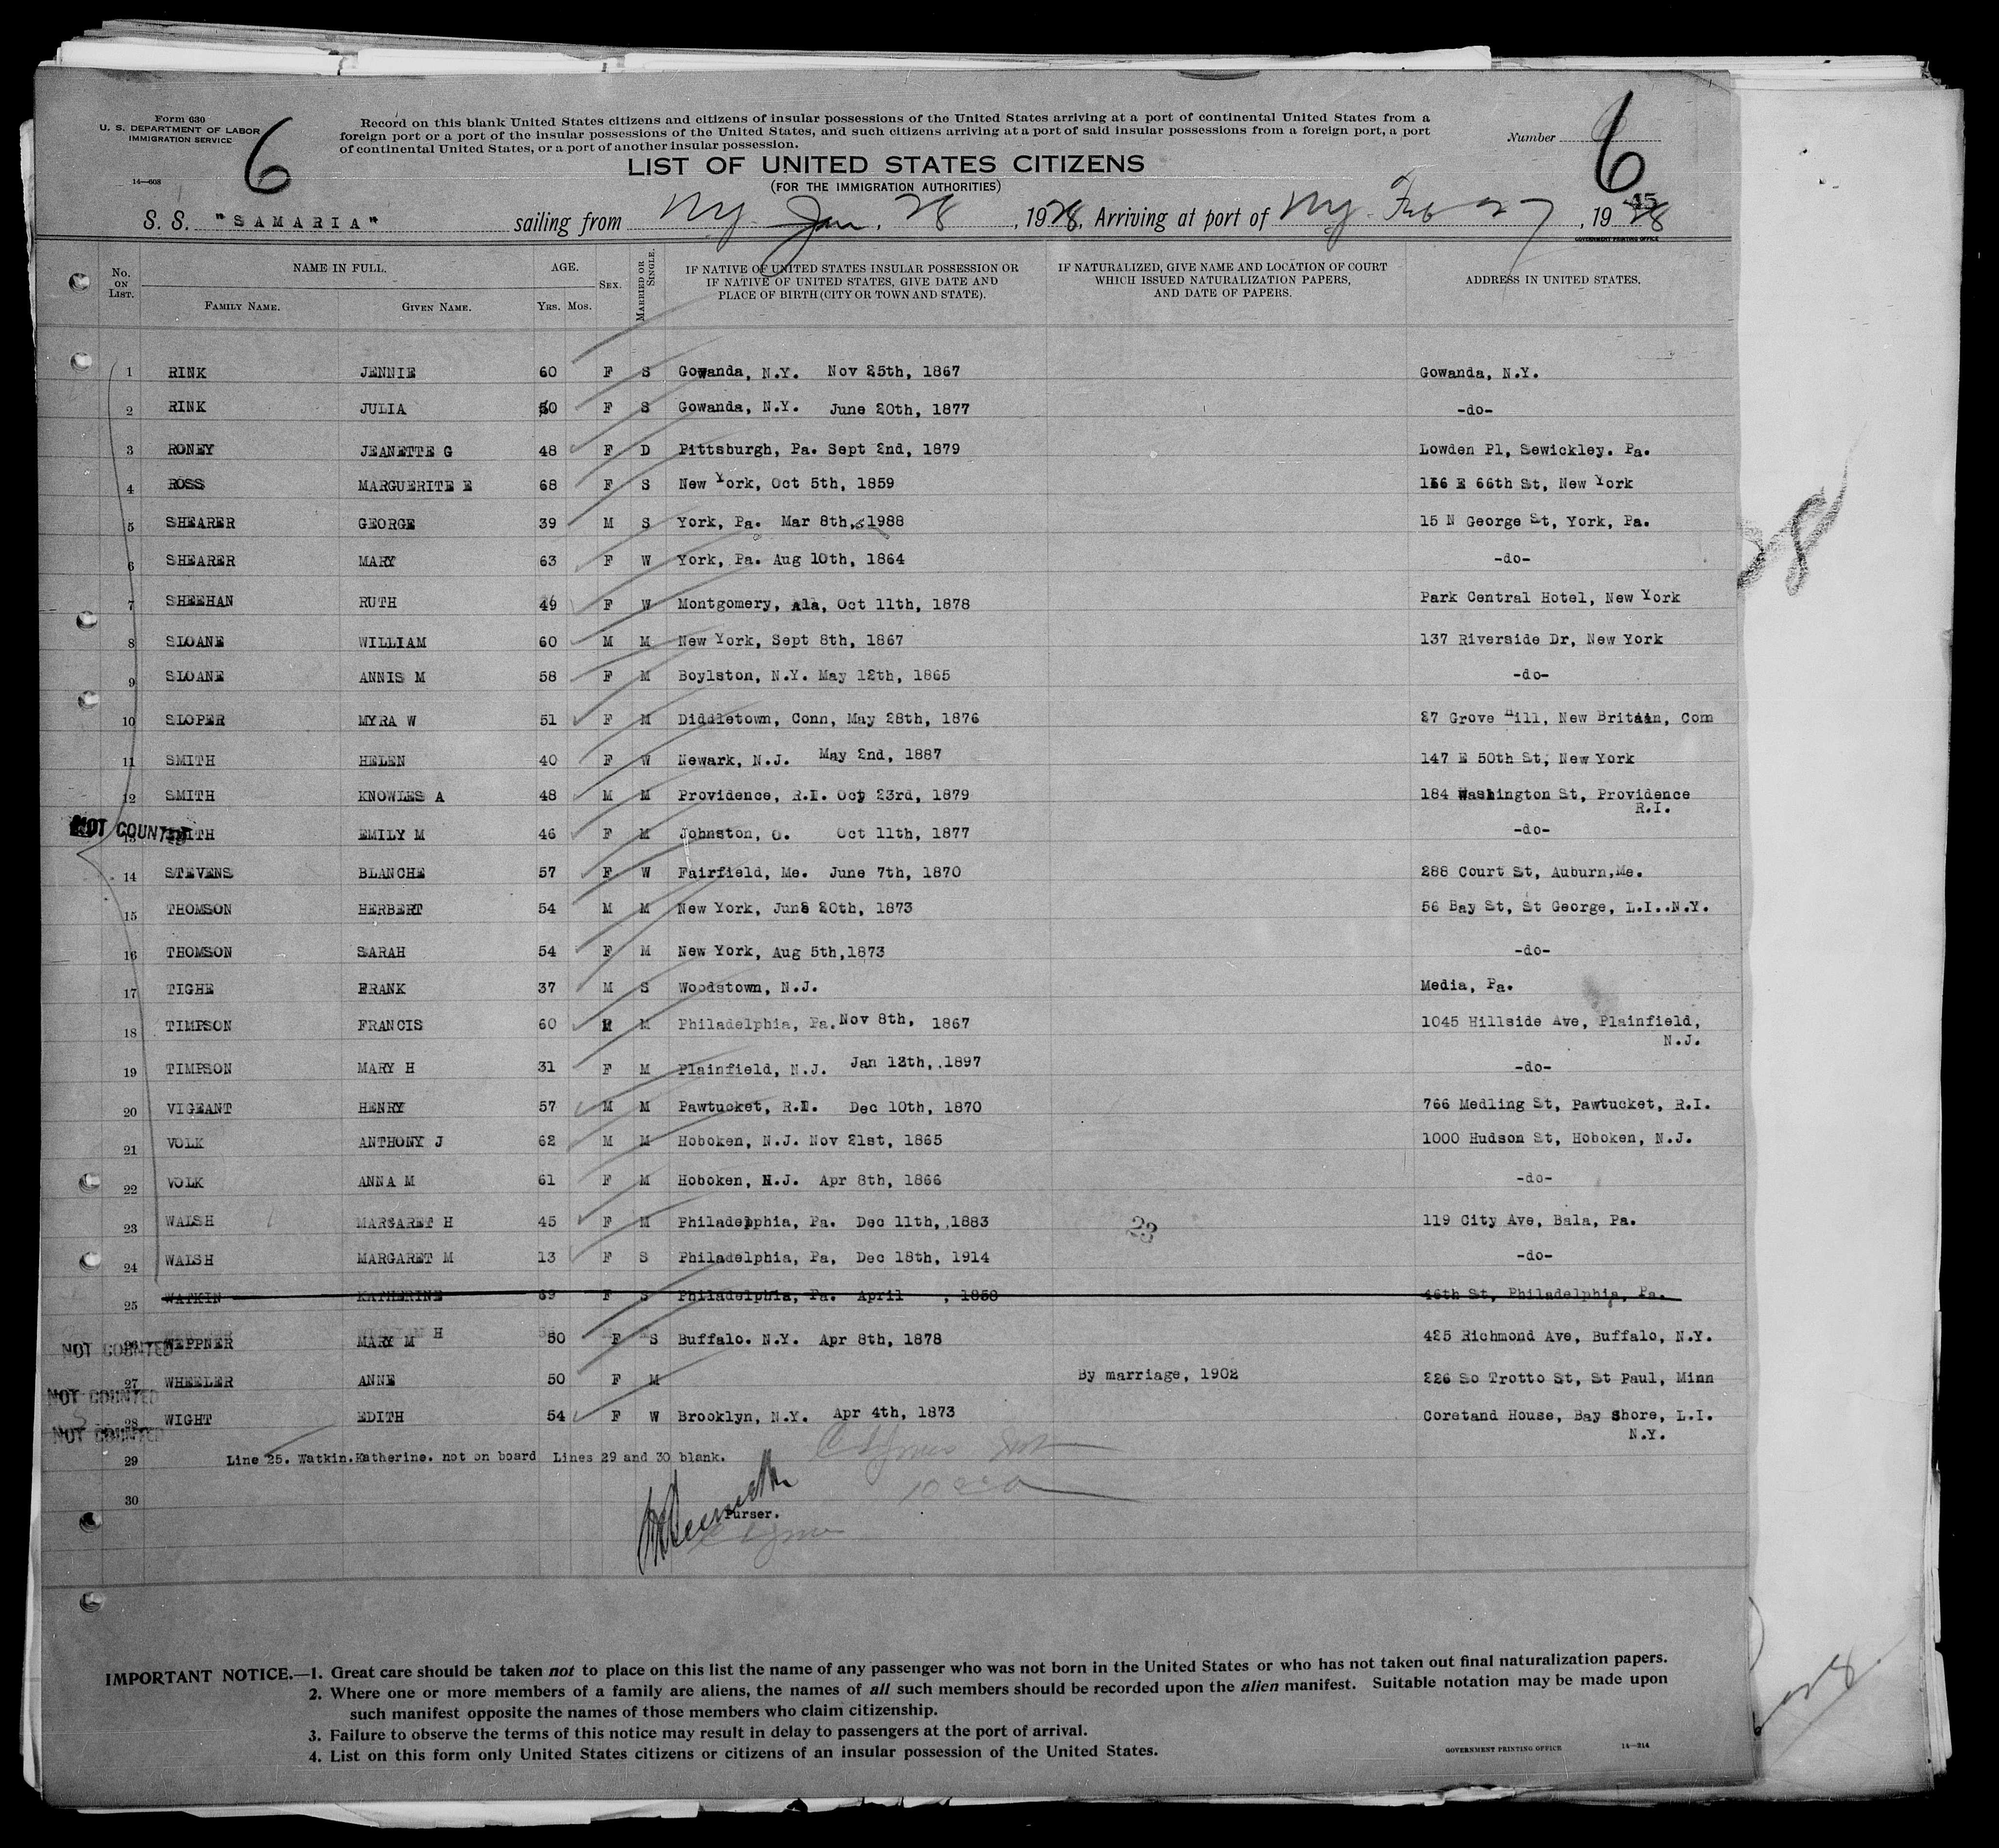 Form 630
U. S. DEPARTMENT OF LABOR
IMMIGRATION SERVICE
14—608
6
Record on this blank United States citizens and citizens of insular possessions of the United States arriving at a port of continental United States from a
foreign port or a port of the insular possessions of the United States, and such citizens arriving at a port of said insular possessions from a foreign port, a port
of continental United States, or a port of another insular possession.
Number 6
LIST OF UNITED STATES CITIZENS
(FOR THE IMMIGRATION AUTHORITIES)
15
S. S. "SAMARIA" sailing from Ny. Jan. 28, 1928, Arriving at port of Ny. Feb 27, 1928
GOVERNMENT PRINTING OFFICE
No. ON LIST. NAME IN FULL. FAMILY NAME. GIVEN NAME. AGE. YRS. MOS. SEX. MARRIED OR SINGLE. IF NATIVE OF UNITED STATES INSULAR POSSESSION OR IF NATIVE OF UNITED STATES, GIVE DATE AND PLACE OF BIRTH (CITY OR TOWN AND STATE). IF NATURALIZED, GIVE NAME AND LOCATION OF COURT WHICH ISSUED NATURALIZATION PAPERS, AND DATE OF PAPERS. ADDRESS IN UNITED STATES.
1 RINK JENNIE 60 F S Gowanda, N.Y. Nov 25th, 1867 Gowanda, N.Y.
2 RINK JULIA 50 F S Gowanda, N.Y. June 20th, 1877 -do-
3 RONEY JEANETTE G 48 F D Pittsburgh, Pa. Sept 2nd, 1879 Lowden Pl, Sewickley. Pa.
4 ROSS MARGUERITE E 68 F S New York, Oct 5th, 1859 E 66th St, New York
5 SHEARER GEORGE 39 M S York, Pa. Mar 8th, 1988 15 N George St, York, Pa.
6 SHEARER MARY 63 F W York, Pa. Aug 10th, 1864 -do-
7 SHEEHAN RUTH 49 F W Montgomery, Ala, Oct 11th, 1878 Park Central Hotel, New York
8 SLOANE WILLIAM 60 M M New York, Sept 8th, 1867 137 Riverside Dr, New York
9 SLOANE ANNIS M 58 F M Boylston, N.Y. May 12th, 1865 -do-
10 SLOPER MYRA W 51 F M Diddletown, Conn, May 28th, 1876 27 Grove Hill, New Britain, Com
11 SMITH HELEN 40 F W Newark, N.J. May 2nd, 1887 147 E 50th St, New York
12 SMITH KNOWLES A 48 M M Providence, R.I. Oct 23rd, 1879 184 Washington St, Providence
R.I.
NOT COUNTED 13 SMITH EMILY M 46 F M Johnston, O. Oct 11th, 1877 -do-
14 STEVENS BLANCHE 57 F W Fairfield, Me. June 7th, 1870 288 Court St, Auburn, Me.
15 THOMSON HERBERT 54 M M New York, June 20th, 1873 56 Bay St, St George, L.I..N.Y.
16 THOMSON SARAH 54 F M New York, Aug 5th,1873 -do-
17 TIGHE FRANK 37 M S Woodstown, N.J. Media, Pa.
18 TIMPSON FRANCIS 60 M M Philadelphia, Pa. Nov 8th, 1867 1045 Hillside Ave, Plainfield,
N.J.
19 TIMPSON MARY H 31 F M Plainfield, N.J. Jan 12th, 1897 -do-
20 VIGEANT HENRY 57 M M Pawtucket, R.I. Dec 10th, 1870 766 Medling St, Pawtucket, R.I.
21 VOLK ANTHONY J 62 M M Hoboken, N.J. Nov 21st, 1865 1000 Hudson St, Hoboken, N.J.
22 VOLK ANNA M 61 F M Hoboken, N.J. Apr 8th, 1866 -do-
23 WALSH MARGARET H 45 F M Philadelpphia, Pa. Dec 11th, 1883 23 119 City Ave, Bala, Pa.
24 WALSH MARGARET M 13 F S Philadelphia, Pa, Dec 18th, 1914 -do-
25 WATKIN KATHERINE 69 F S Philadelphia, Pa. April , 1858 46th St, Philadelphia, Pa.
NOT COUNTED 26 WEPPNER MARY M 50 F S Buffalo. N.Y. Apr 8th, 1878 425 Richmond Ave, Buffalo, N.Y.
NOT COUNTED 27 WHEELER ANNE 50 F M By marriage, 1902 226 So Trotto St, St Paul, Minn
NOT COUNTED 28 WIGHT EDITH 54 F W Brooklyn, N.Y. Apr 4th, 1873 Coretand House, Bay Shore, L.I.
N.Y.
29 Line 25. Watkin.Katherine. not on board Lines 29 and 30 blank.
30
Purser.
IMPORTANT NOTICE.—1. Great care should be taken not to place on this list the name of any passenger who was not born in the United States or who has not taken out final naturalization papers.
2. Where one or more members of a family are aliens, the names of all such members should be recorded upon the alien manifest. Suitable notation may be made upon
such manifest opposite the names of those members who claim citizenship.
3. Failure to observe the terms of this notice may result in delay to passengers at the port of arrival.
4. List on this form only United States citizens or citizens of an insular possession of the United States.
GOVERNMENT PRINTING OFFICE 14—214